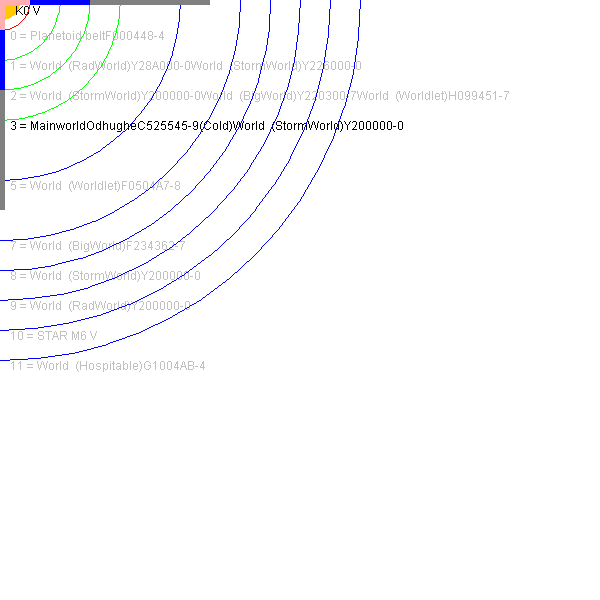 K0 V
0 = Planetoid beltF000448-4
1 = World (RadWorld)Y28A000-0World (StormWorld)Y226000-0
2 = World (StormWorld)Y200000-0World (BigWorld)Y220300-7World (Worldlet)H099451-7
3 = MainworldOdhugheC525545-9(Cold)World (StormWorld)Y200000-0
5 = World (Worldlet)F0504A7-8
7 = World (BigWorld)F234362-7
8 = World (StormWorld)Y200000-0
9 = World (RadWorld)Y200000-0
10 = STAR M6 V
11 = World (Hospitable)G1004AB-4